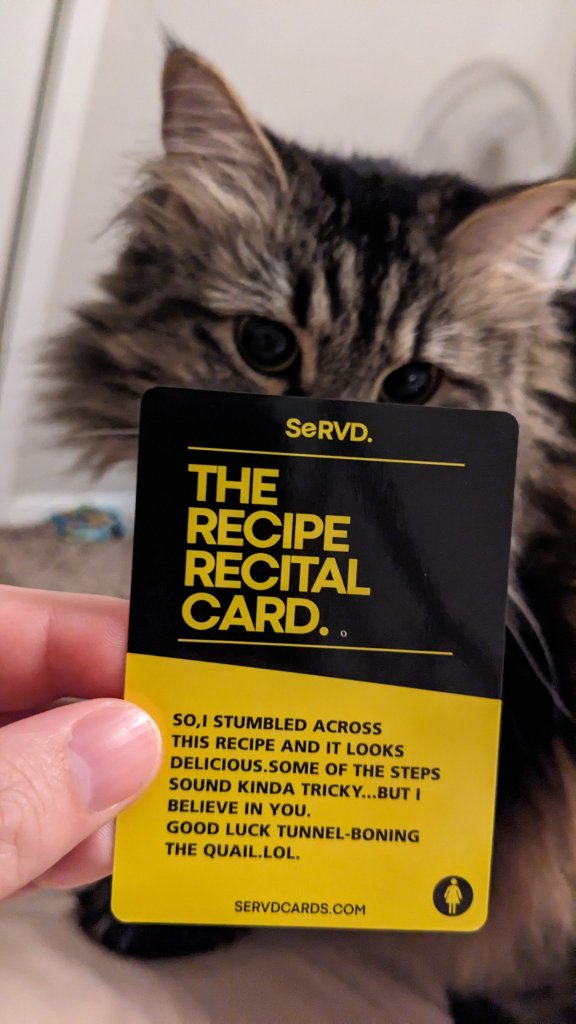 SeRVD.
THE
RECIPE
RECITAL
CARD.
SO,I STUMBLED ACROSS
THIS RECIPE AND IT LOOKS
DELICIOUS.SOME OF THE STEPS
SOUND KINDA TRICKY...BUT I
BELIEVE IN YOU.
GOOD LUCK TUNNEL-BONING
THE QUAIL.LOL.
SERVDCARDS.COM